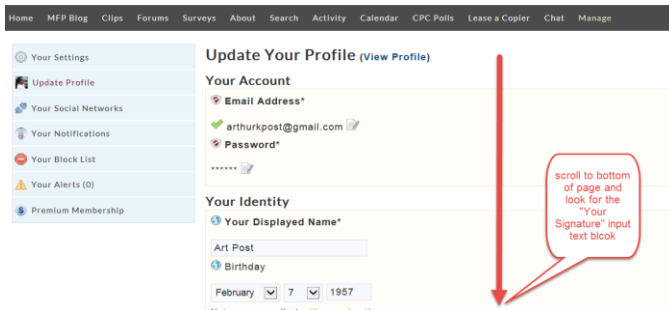 Home MFP Blog Clips Forums Surveys About Search Activity Calendar CPC Polls Lease a Copier Chat Manage
Your Settings
Update Profile
Your Social Networks
Your Notifications
Your Block List
Your Alerts (0)
Premium Membership
Update Your Profile (View Profile)
Your Account
Email Address*
arthurkpost@gmail.com
Password*
******
Your Identity
Your Displayed Name*
Art Post
Birthday
February 7 1957
scroll to bottom
of page and
look for the
"Your
Signature" input
text blcok